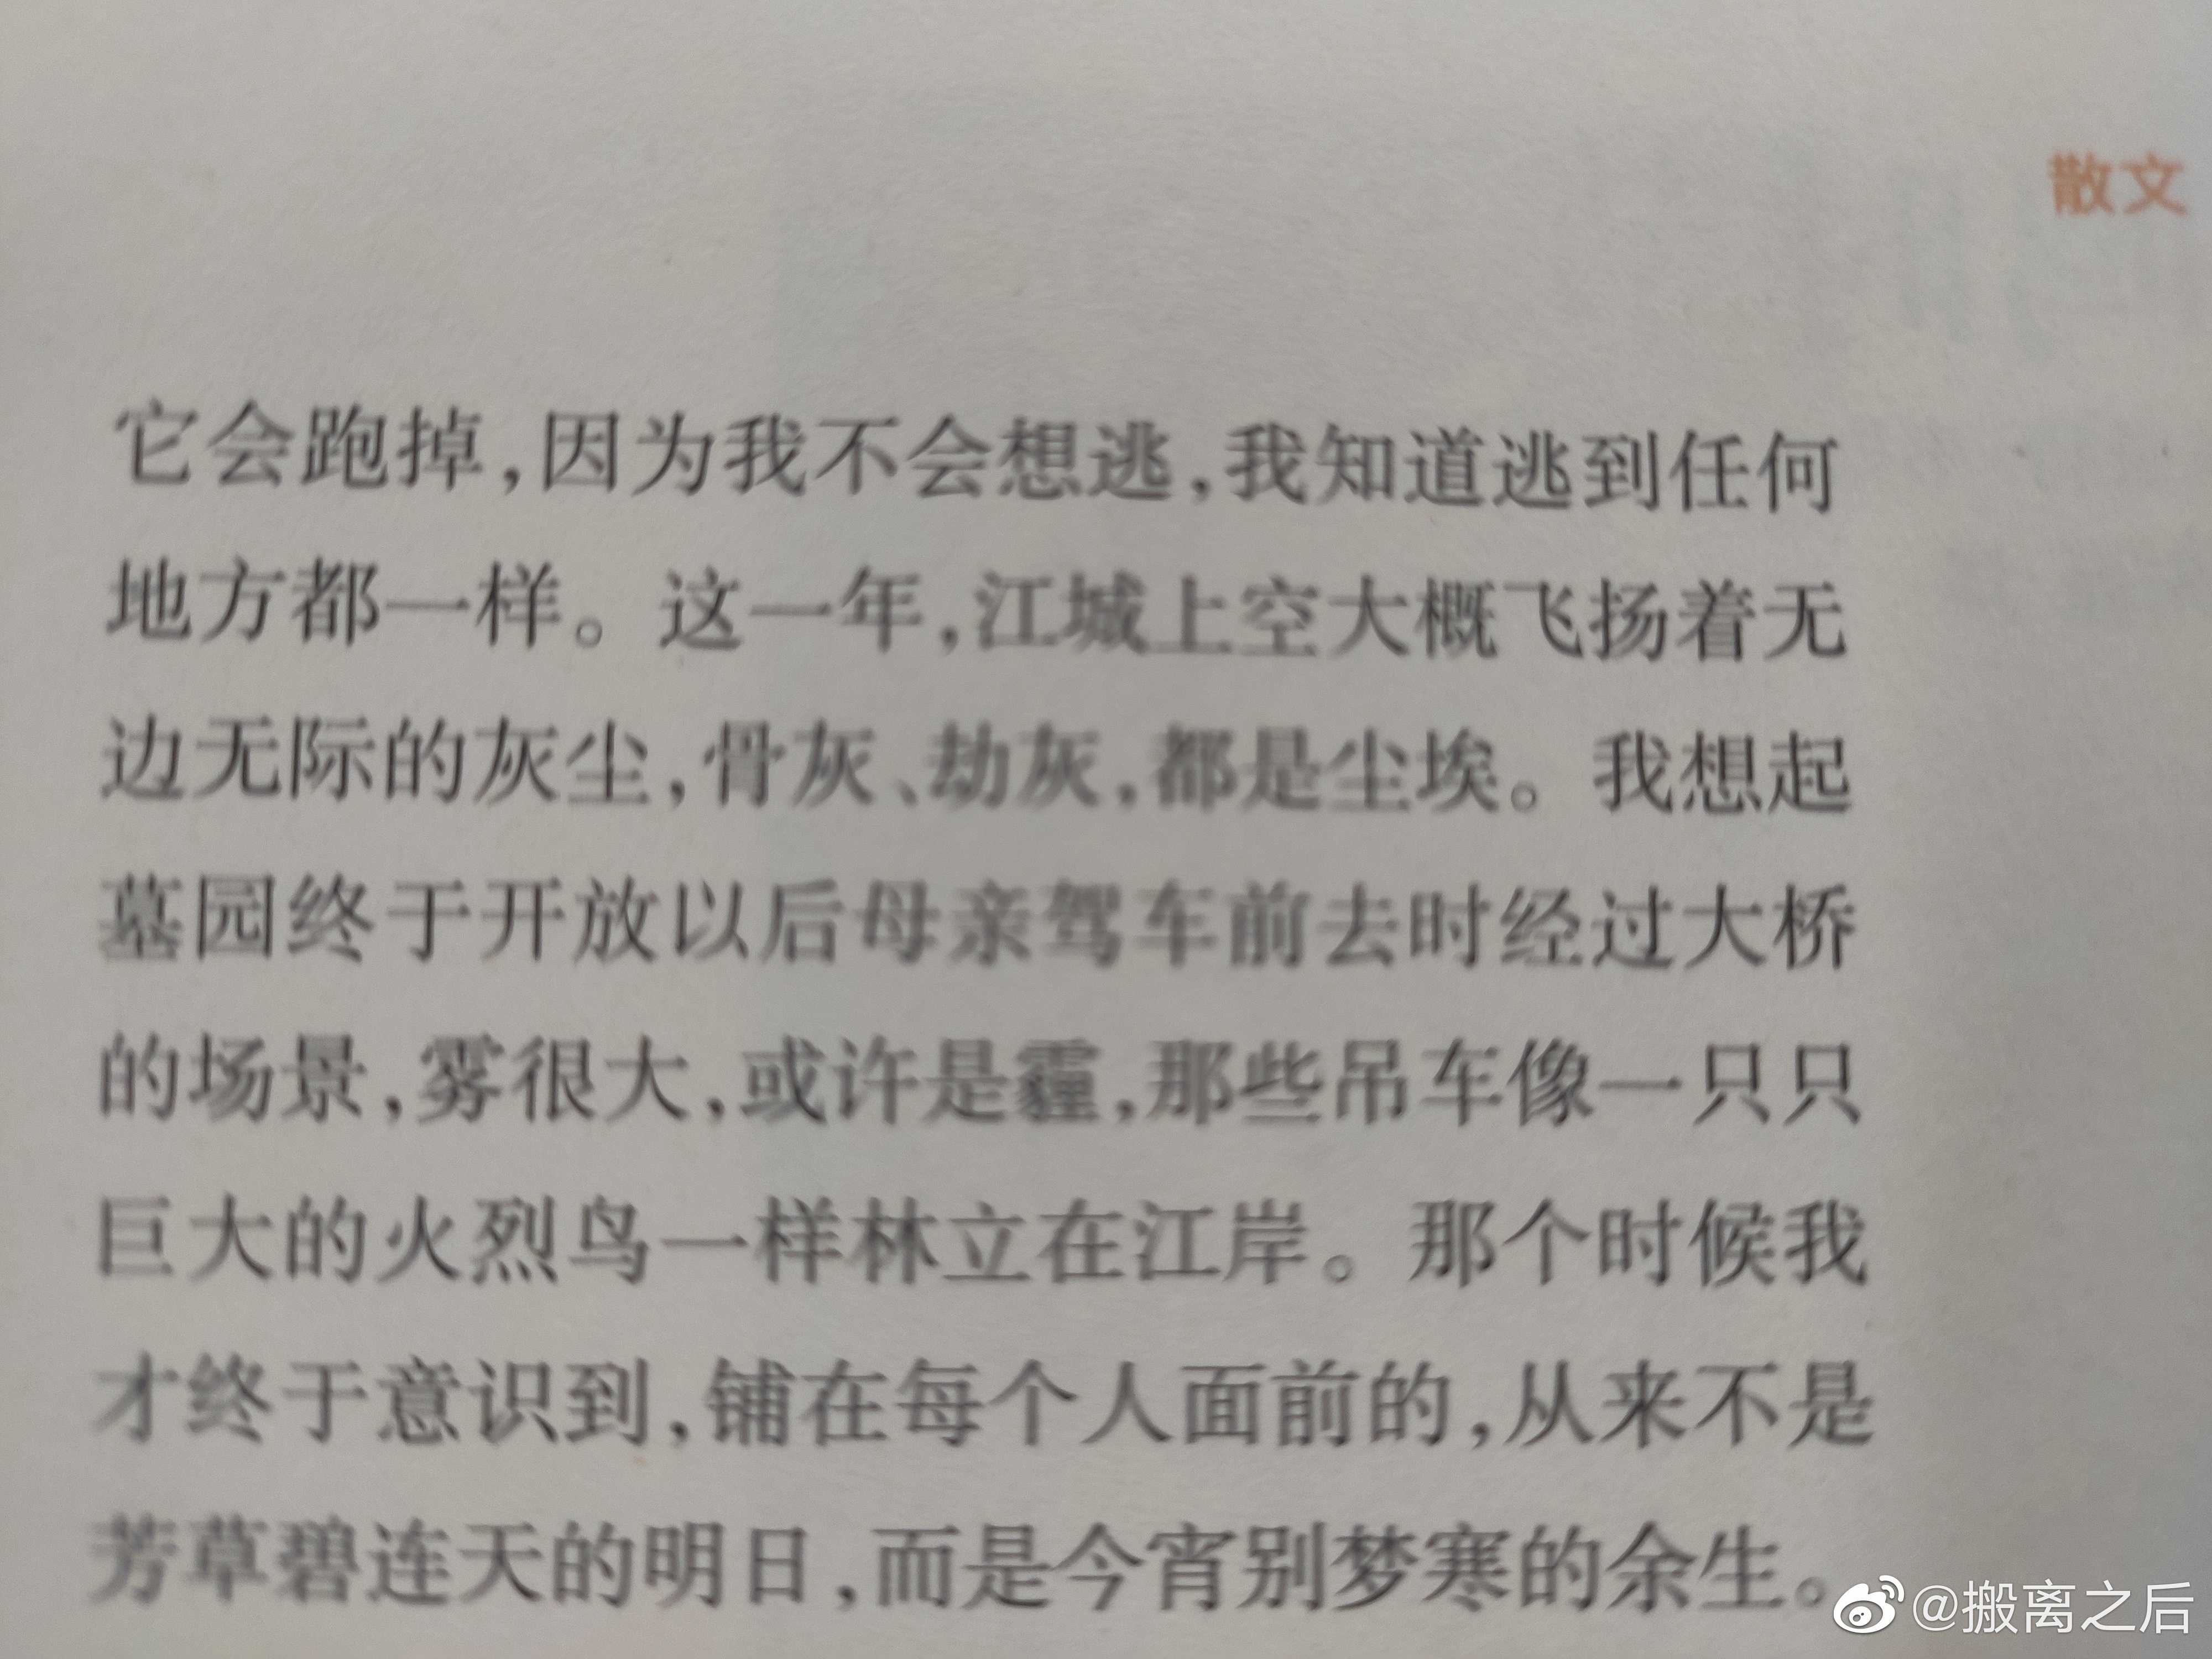 散文
它会跑掉,因为我不会想逃,我知道逃到任何
地方都一样。这一年,江城上空大概飞扬着无
边无际的灰尘,骨灰、劫灰,都是尘埃。我想起
墓园终于开放以后母亲驾车前去时经过大桥
的场景,雾很大,或许是霾,那些吊车像一只只
巨大的火烈鸟一样林立在江岸。那个时候我
才终于意识到,铺在每个人面前的,从来不是
芳草碧连天的明日,而是今宵别梦寒的余生。
@搬离之后